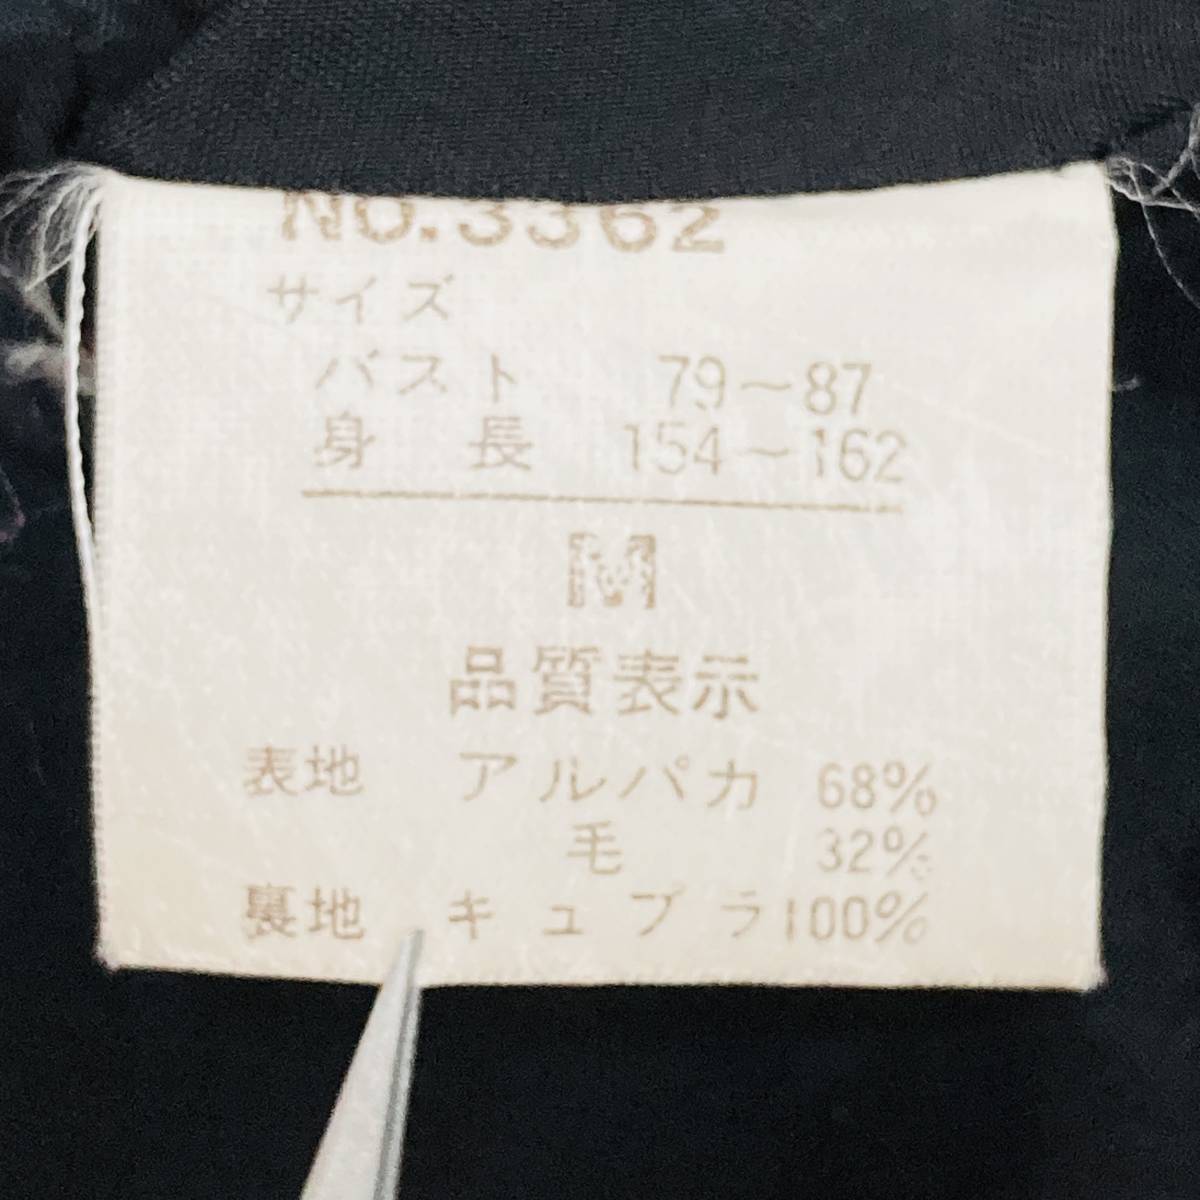 NO.3362
サイズ
バスト 79～87
身長 154～162
M
品質表示
表地 アルパカ 68%
毛 32%
裏地 キュプラ100%